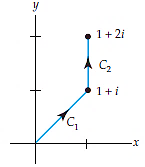 y
1 + 2i
C₂
1 + i
C₁
x